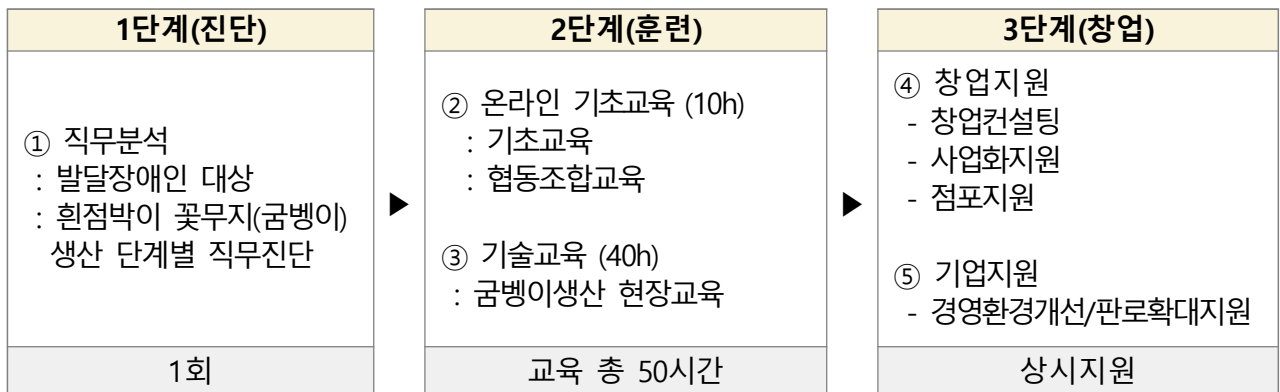 1단계(진단)
① 직무분석
: 발달장애인 대상
: 흰점박이 꽃무지(굼벵이)
생산 단계별 직무진단
1회
▶
2단계(훈련)
② 온라인 기초교육 (10h)
: 기초교육
: 협동조합교육
③ 기술교육 (40h)
: 굼벵이생산 현장교육
교육 총 50시간
▶
3단계(창업)
④ 창업지원
- 창업컨설팅
- 사업화지원
- 점포지원
⑤ 기업지원
- 경영환경개선/판로확대지원
상시지원